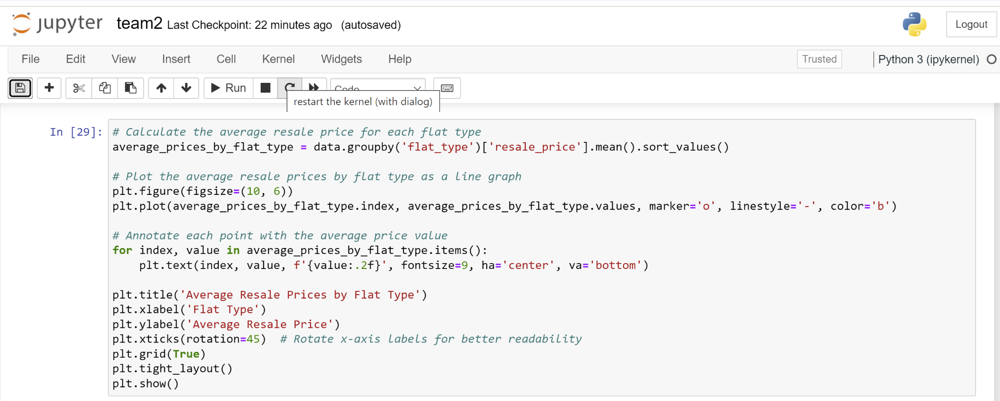 jupyter team2 Last Checkpoint: 22 minutes ago (autosaved) Logout
File Edit View Insert Cell Kernel Widgets Help Trusted Python 3 (ipykernel)
Run Code
restart the kernel (with dialog)
In [29]: # Calculate the average resale price for each flat type
average_prices_by_flat_type = data.groupby('flat_type')['resale_price'].mean().sort_values()
# Plot the average resale prices by flat type as a line graph
plt.figure(figsize=(10, 6))
plt.plot(average_prices_by_flat_type.index, average_prices_by_flat_type.values, marker='o', linestyle='-', color='b')
# Annotate each point with the average price value
for index, value in average_prices_by_flat_type.items():
    plt.text(index, value, f'{value:.2f}', fontsize=9, ha='center', va='bottom')
plt.title('Average Resale Prices by Flat Type')
plt.xlabel('Flat Type')
plt.ylabel('Average Resale Price')
plt.xticks(rotation=45)  # Rotate x-axis labels for better readability
plt.grid(True)
plt.tight_layout()
plt.show()